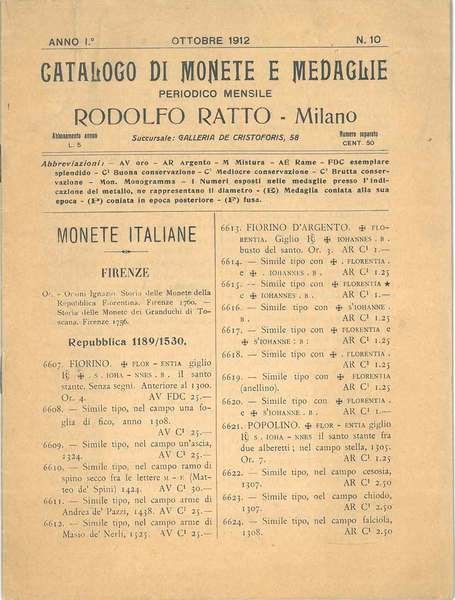 ANNO I.° OTTOBRE 1912 N. 10
CATALOGO DI MONETE E MEDAGLIE
PERIODICO MENSILE
RODOLFO RATTO - Milano
Abbonamento annuo
L. 5
Succursale: GALLERIA DE CRISTOFORIS, 58
Numero separato
CENT. 50
Abbreviazioni: — AV oro - AR Argento - M Mistura - AE Rame - FDC esemplare
splendido - C¹ Buona conservazione - C² Mediocre conservazione - C³ Brutta conser-
vazione - Mon. Monogramma - I Numeri esposti nelle medaglie presso l'indi-
cazione del metallo, ne rappresentano il diametro - (E) Medaglia coniata alla sua
epoca - (P) coniata in epoca posteriore - (F) fusa.
MONETE ITALIANE
FIRENZE
Or. - Orsini Ignazio. Storia delle Monete della
Repubblica Fiorentina. Firenze 1760. —
Storia delle Monete dei Granduchi di To-
scana. Firenze 1756.
Repubblica 1189/1530.
6607. FIORINO. ✠ FLOR - ENTIA giglio
R ✠ . S . IOHA - NNES . B . il santo
stante. Senza segni. Anteriore al 1300.
Or. 4. AV FDC 25.—
6608. — Simile tipo, nel campo una fo-
glia di fico, anno 1308.
AV C¹ 25.—
6609. — Simile tipo, nel campo un'ascia,
1324. AV C¹ 25.—
6610. — Simile tipo, nel campo ramo di
spino secco fra le lettere M - F (Mat-
teo de' Spini) 1424. AV C¹ 30.—
6611. — Simile tipo, nel campo arme di
Andrea de' Pazzi, 1438. AV C¹ 25.—
6612. — Simile tipo, nel campo arme di
Masio de' Nerli, 1525. AV C¹ 25.—
6613. FIORINO D'ARGENTO. ✠ FLO-
RENTIA. Giglio R ✠ IOHANNES . B .
busto del santo. Or. 3. AR C¹ 1.—
6614. — Simile tipo con ✠ . FLORENTIA
e ✠ . IOHANNES . B . AR C¹ 1.25
6615. — Simile tipo con ✠ FLORENTIA ★
e ✠ IOHANNES . B . AR C¹ 1.—
6616. — Simile tipo con ✠ S'IOHANNE
. B . AR C¹ 1.25
6617. — Simile tipo con ✠ FLORENTIA e
✠ S'IOHANNE : B : AR C¹ 1.25
6618. — Simile tipo con ✠ . FLORENTIA.
AR C¹ 1.25
6619. — Simile tipo con ✠ FLORENTIA
(anellino). AR C¹ 1.25
6620. — Simile tipo con ✠ FLORENTIA.
e ✠ S'IOHANNE . B . AR C¹ 1.—
6621. POPOLINO. ✠ FLOR - ENTIA giglio
R S. IOHA - NNES il santo stante fra
due alberetti; nel campo stella, 1305.
Or. 7. AR C¹ 1.25
6622. — Simile tipo, nel campo cesosia,
1307. AR C¹ 2.50
6623. — Simile tipo, nel campo chiodo,
1307. AR C¹ 2.50
6624. — Simile tipo, nel campo falciola,
1308. AR C¹ 2.50